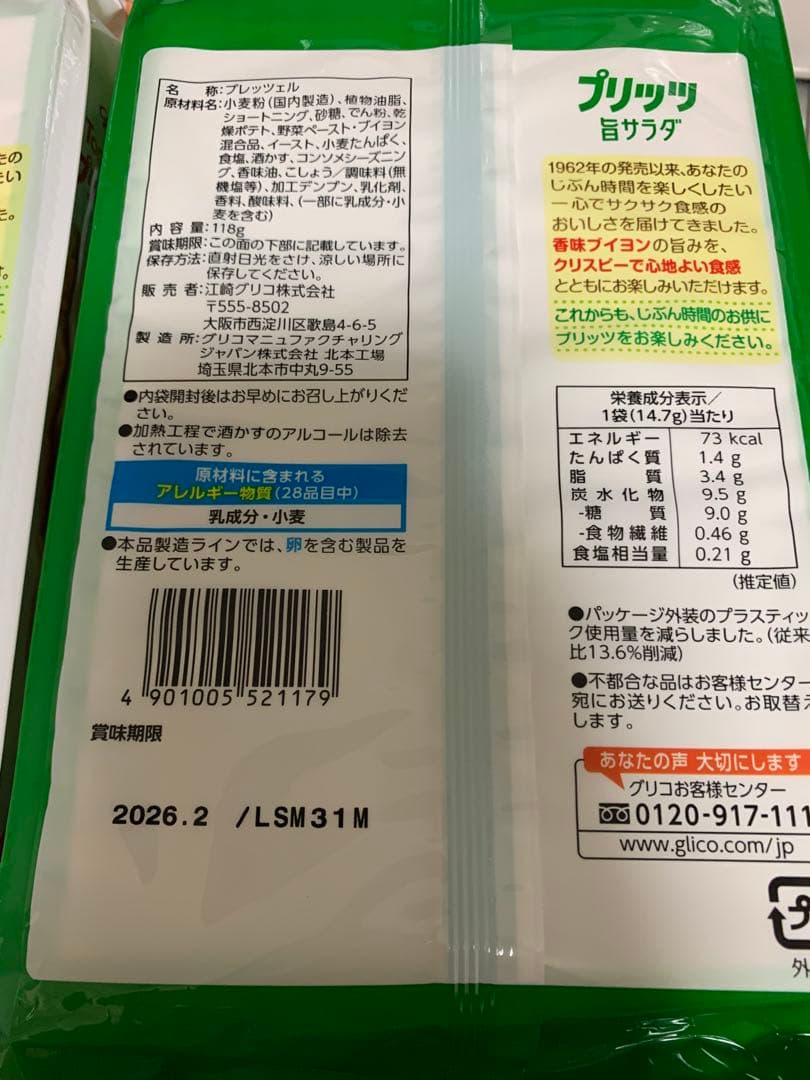 名称:プレッツェル
原材料名:小麦粉(国内製造)、植物油脂、
ショートニング、砂糖、でん粉、乾
燥ポテト、野菜ペースト・ブイヨン
混合品、イースト、小麦たんぱく、
食塩、酒かす、コンソメシーズニン
グ、香味油、こしょう/調味料(無
機塩等)、加工デンプン、乳化剤、
香料、酸味料、(一部に乳成分・小
麦を含む)
内容量:118g
賞味期限:この面の下部に記載しています。
保存方法:直射日光をさけ、涼しい場所に
保存してください。
販売者:江崎グリコ株式会社
〒555-8502
大阪市西淀川区歌島4-6-5
製造所:グリコマニュファクチャリング
ジャパン株式会社 北本工場
埼玉県北本市中丸9-55
●内袋開封後はお早めにお召し上がりくだ
さい。
●加熱工程で酒かすのアルコールは除去
されています。
原材料に含まれる
アレルギー物質(28品目中)
乳成分・小麦
●本品製造ラインでは、卵を含む製品を
生産しています。
4 901005 521179
賞味期限
2026.2 /LSM31M
プリッツ
旨サラダ
1962年の発売以来、あなたの
じぶん時間を楽しくしたい
一心でサクサク食感の
おいしさを届けてきました。
香味ブイヨンの旨みを、
クリスピーで心地よい食感
とともにお楽しみいただけます。
これからも、じぶん時間のお供に
プリッツをお楽しみください。
栄養成分表示/
1袋(14.7g)当たり
エネルギー 73 kcal
たんぱく質 1.4 g
脂質 3.4 g
炭水化物 9.5 g
-糖質 9.0 g
-食物繊維 0.46 g
食塩相当量 0.21 g
(推定値)
●パッケージ外装のプラスティッ
ク使用量を減らしました。(従来
比13.6%削減)
●不都合な品はお客様センター
宛にお送りください。お取替え
します。
あなたの声 大切にします
グリコお客様センター
0120-917-111
www.glico.com/jp
プ
外